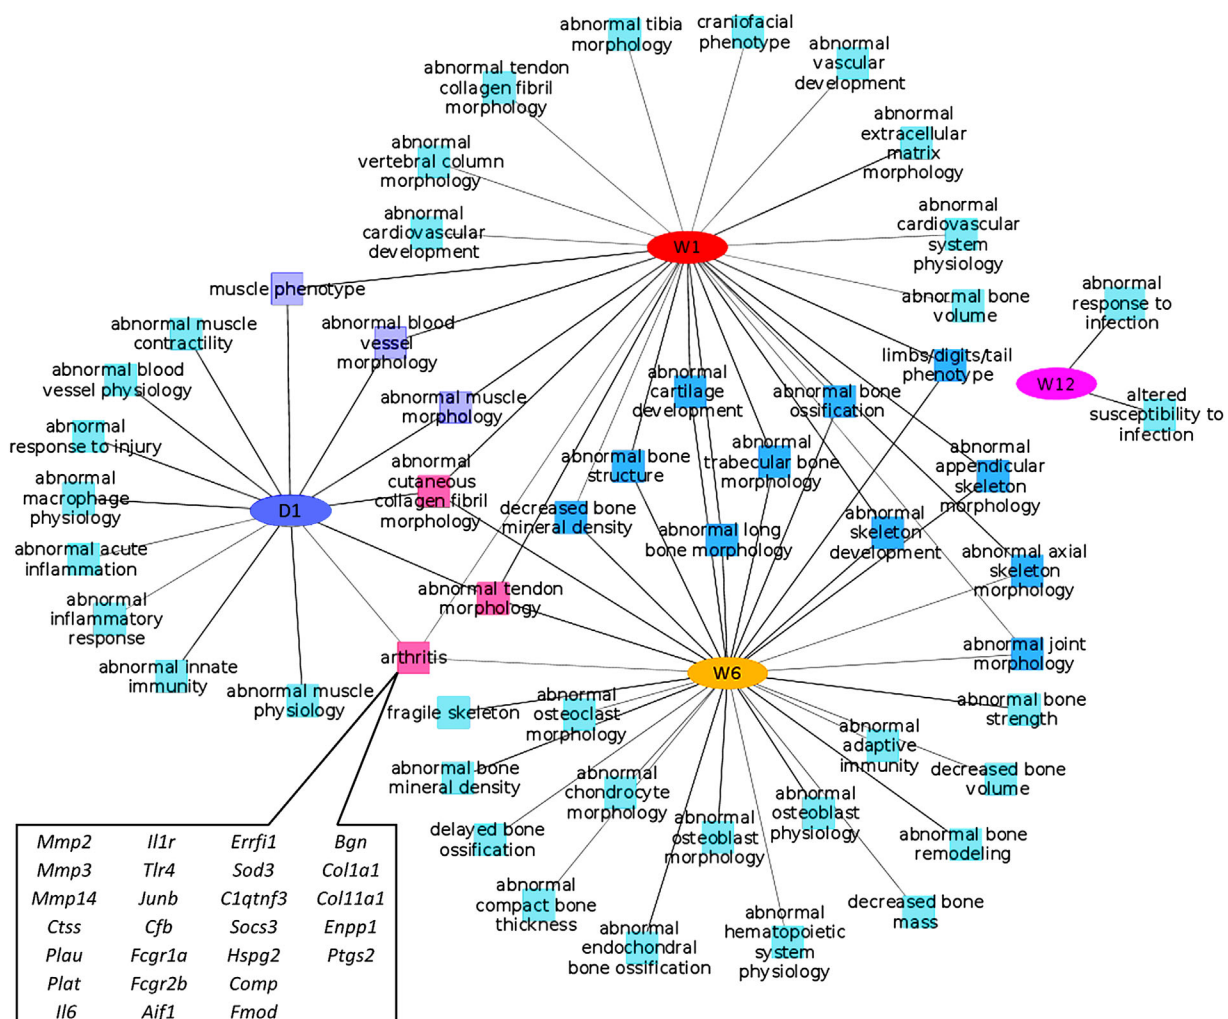 abnormal tibia
morphology
craniofacial
phenotype
abnormal
vascular
development
abnormal tendon
collagen fibril
morphology
abnormal
extracellular
matrix
morphology
abnormal
vertebral column
morphology
abnormal
cardiovascular
development
abnormal
cardiovascular
system
physiology
W1
muscle phenotype
abnormal bone
volume
abnormal
response to
infection
abnormal muscle
contractility
abnormal blood
vessel
morphology
limbs/digits/tail
phenotype
W12
abnormal blood
vessel physiology
abnormal muscle
morphology
abnormal
cartilage
development
abnormal bone
ossification
altered
susceptibility to
infection
abnormal
response to injury
abnormal
cutaneous
collagen fibril
morphology
abnormal bone
structure
abnormal
trabecular bone
morphology
abnormal
appendicular
skeleton
morphology
abnormal
macrophage
physiology
D1
decreased bone
mineral density
abnormal long
bone morphology
abnormal
skeleton
development
abnormal acute
inflammation
abnormal axial
skeleton
morphology
abnormal
inflammatory
response
abnormal tendon
morphology
abnormal innate
immunity
arthritis
W6
abnormal joint
morphology
abnormal muscle
physiology
fragile skeleton
abnormal
osteoclast
morphology
abnormal bone
strength
abnormal
adaptive
immunity
abnormal bone
mineral density
abnormal
chondrocyte
morphology
decreased bone
volume
abnormal
osteoblast
physiology
delayed bone
ossification
abnormal
osteoblast
morphology
abnormal bone
remodeling
abnormal
compact bone
thickness
decreased bone
mass
abnormal
endochondral
bone ossification
abnormal
hematopoietic
system
physiology
Mmp2 Il1r Errfi1 Bgn
Mmp3 Tlr4 Sod3 Col1a1
Mmp14 Junb C1qtnf3 Col11a1
Ctss Cfb Socs3 Enpp1
Plau Fcgr1a Hspg2 Ptgs2
Plat Fcgr2b Comp
Il6 Aif1 Fmod